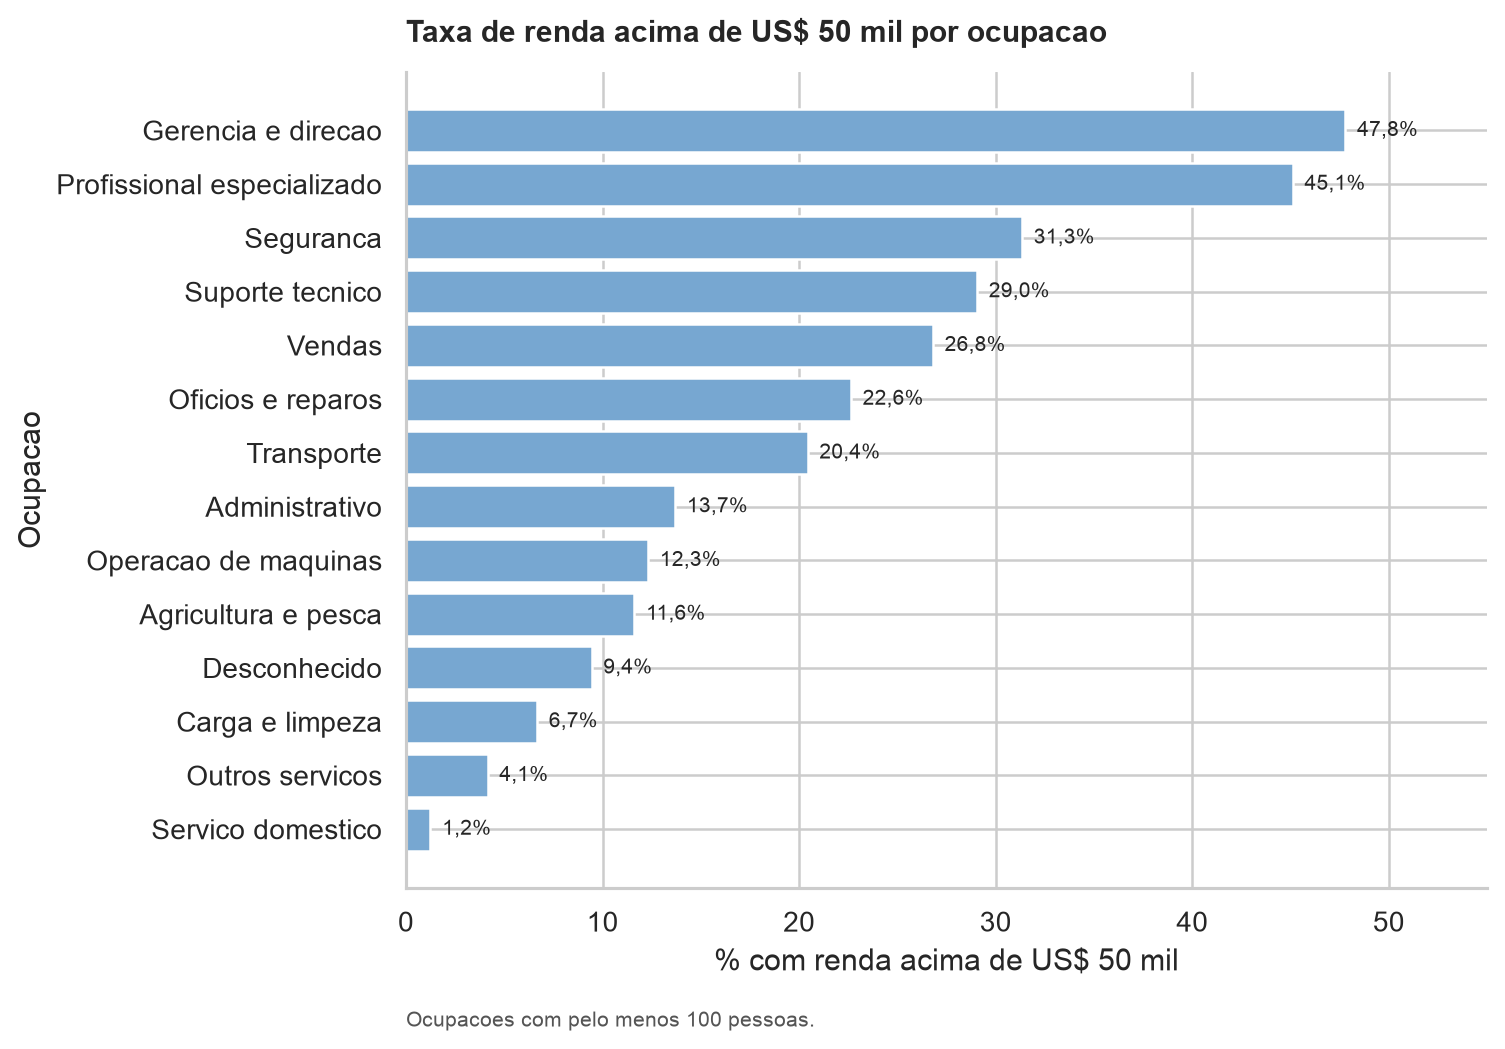 Taxa de renda acima de US$ 50 mil por ocupacao
Ocupacao
Gerencia e direcao 47,8%
Profissional especializado 45,1%
Seguranca 31,3%
Suporte tecnico 29,0%
Vendas 26,8%
Oficios e reparos 22,6%
Transporte 20,4%
Administrativo 13,7%
Operacao de maquinas 12,3%
Agricultura e pesca 11,6%
Desconhecido 9,4%
Carga e limpeza 6,7%
Outros servicos 4,1%
Servico domestico 1,2%
0 10 20 30 40 50
% com renda acima de US$ 50 mil
Ocupacoes com pelo menos 100 pessoas.